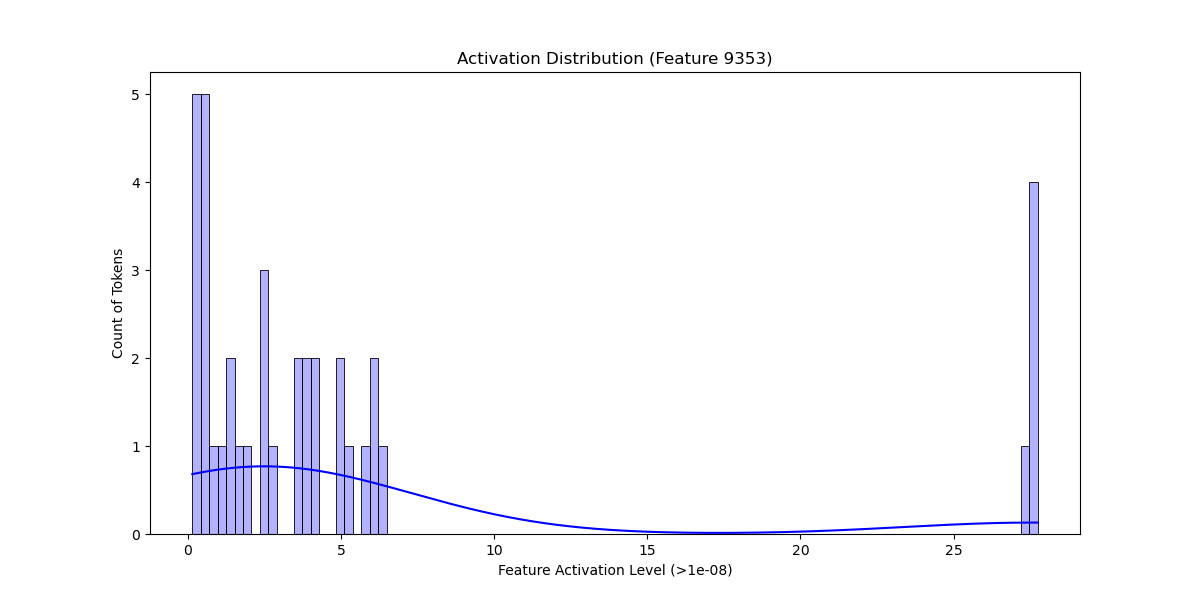 Activation Distribution (Feature 9353)
Count of Tokens
5
4
3
2
1
0
0 5 10 15 20 25
Feature Activation Level (>1e-08)